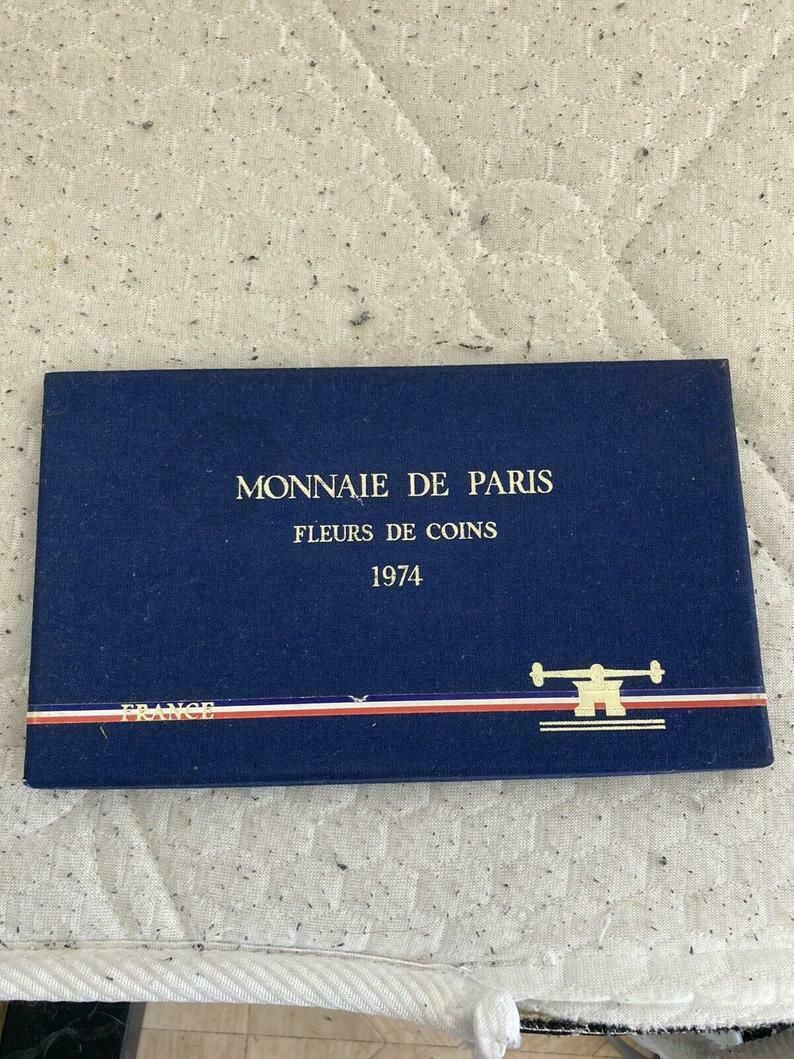 MONNAIE DE PARIS
FLEURS DE COINS
1974
FRANCE